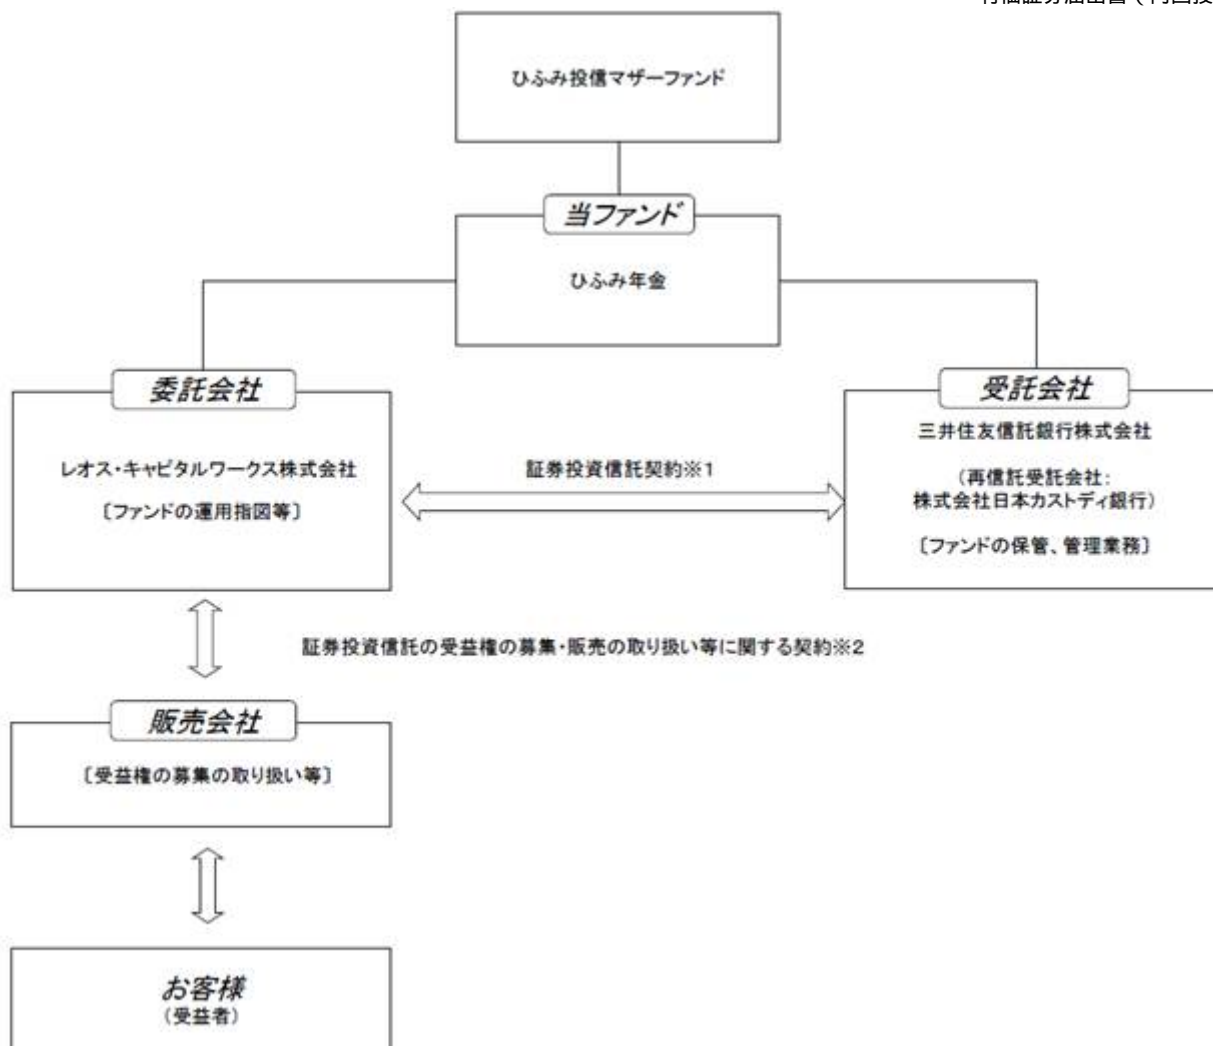 ひふみ投信マザーファンド
当ファンド
ひふみ年金
委託会社
レオス・キャピタルワークス株式会社
〔ファンドの運用指図等〕
証券投資信託契約※1
受託会社
三井住友信託銀行株式会社
(再信託受託会社:
株式会社日本カストディ銀行)
〔ファンドの保管、管理業務〕
証券投資信託の受益権の募集・販売の取り扱い等に関する契約※2
販売会社
〔受益権の募集の取り扱い等〕
お客様
(受益者)